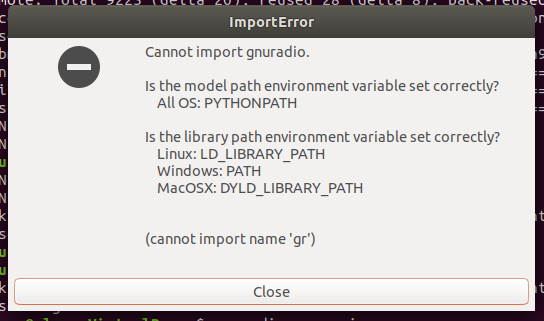 mote: Total 9223 (delta 20), reused 28 (delta 8), pack-reused
ImportError
Cannot import gnuradio.
Is the model path environment variable set correctly?
All OS: PYTHONPATH
Is the library path environment variable set correctly?
Linux: LD_LIBRARY_PATH
Windows: PATH
MacOSX: DYLD_LIBRARY_PATH
(cannot import name 'gr')
Close